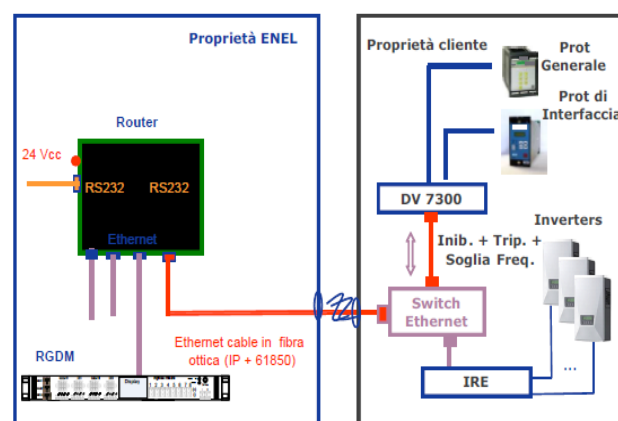 Proprietà ENEL
Router
24 Vcc
RS232
RS232
Ethernet
Ethernet cable in fibra
ottica (IP + 61850)
RGDM
Display
Proprietà cliente
Prot
Generale
Prot di
Interfaccia
DV 7300
Inib. + Trip. +
Soglia Freq.
Inverters
Switch
Ethernet
...
IRE